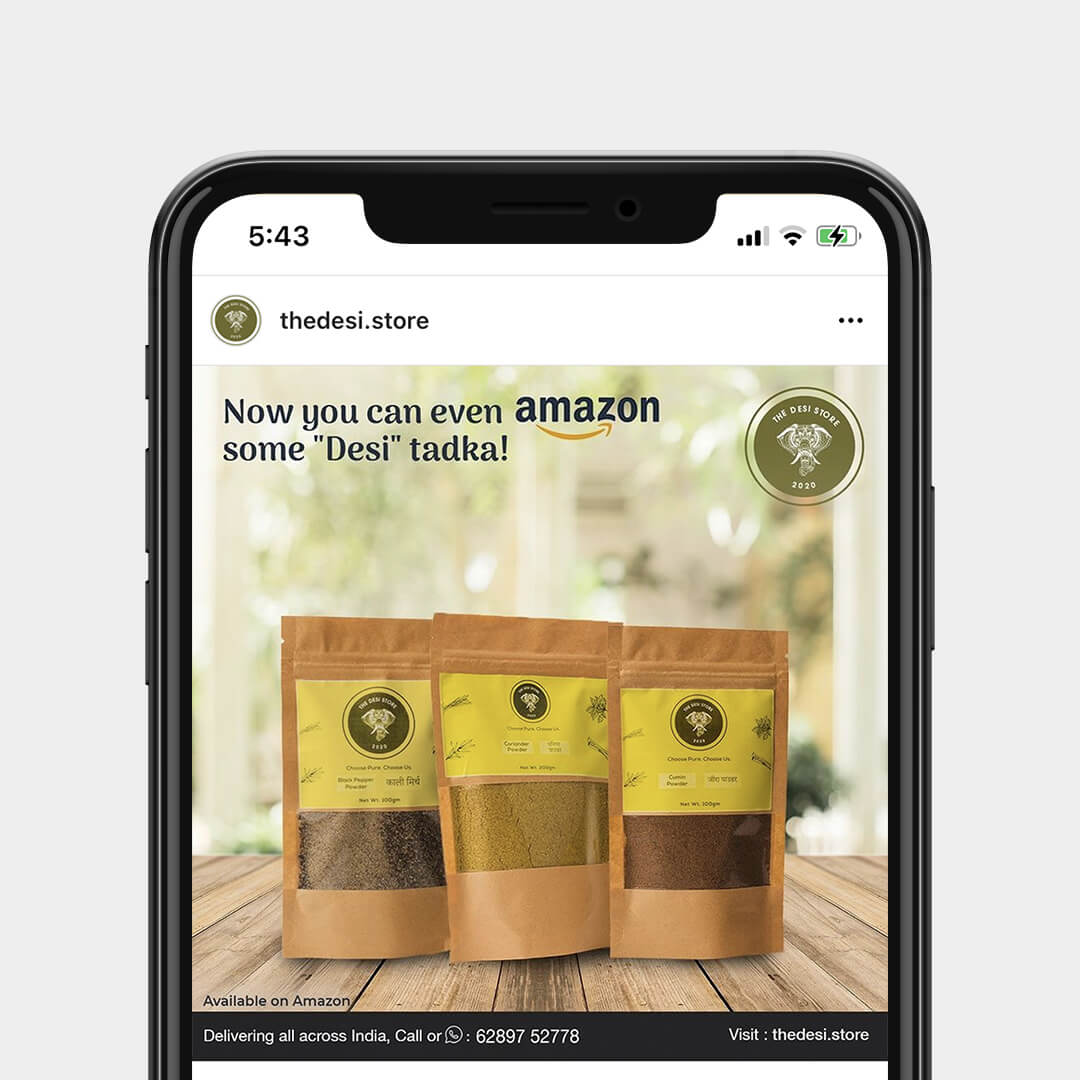 5:43
thedesi.store
Now you can even amazon
some "Desi" tadka!
THE DESI STORE
2020
THE DESI STORE
2020
Choose Pure. Choose Us.
Black Pepper
Powder
काली मिर्च
Net Wt. 100gm
THE DESI STORE
2020
Choose Pure. Choose Us.
Coriander
Powder
Net Wt. 200gm
THE DESI STORE
2020
Choose Pure. Choose Us.
Cumin
Powder
जीरा पाउडर
Net Wt. 100gm
Available on Amazon
Delivering all across India, Call or : 62897 52778
Visit : thedesi.store